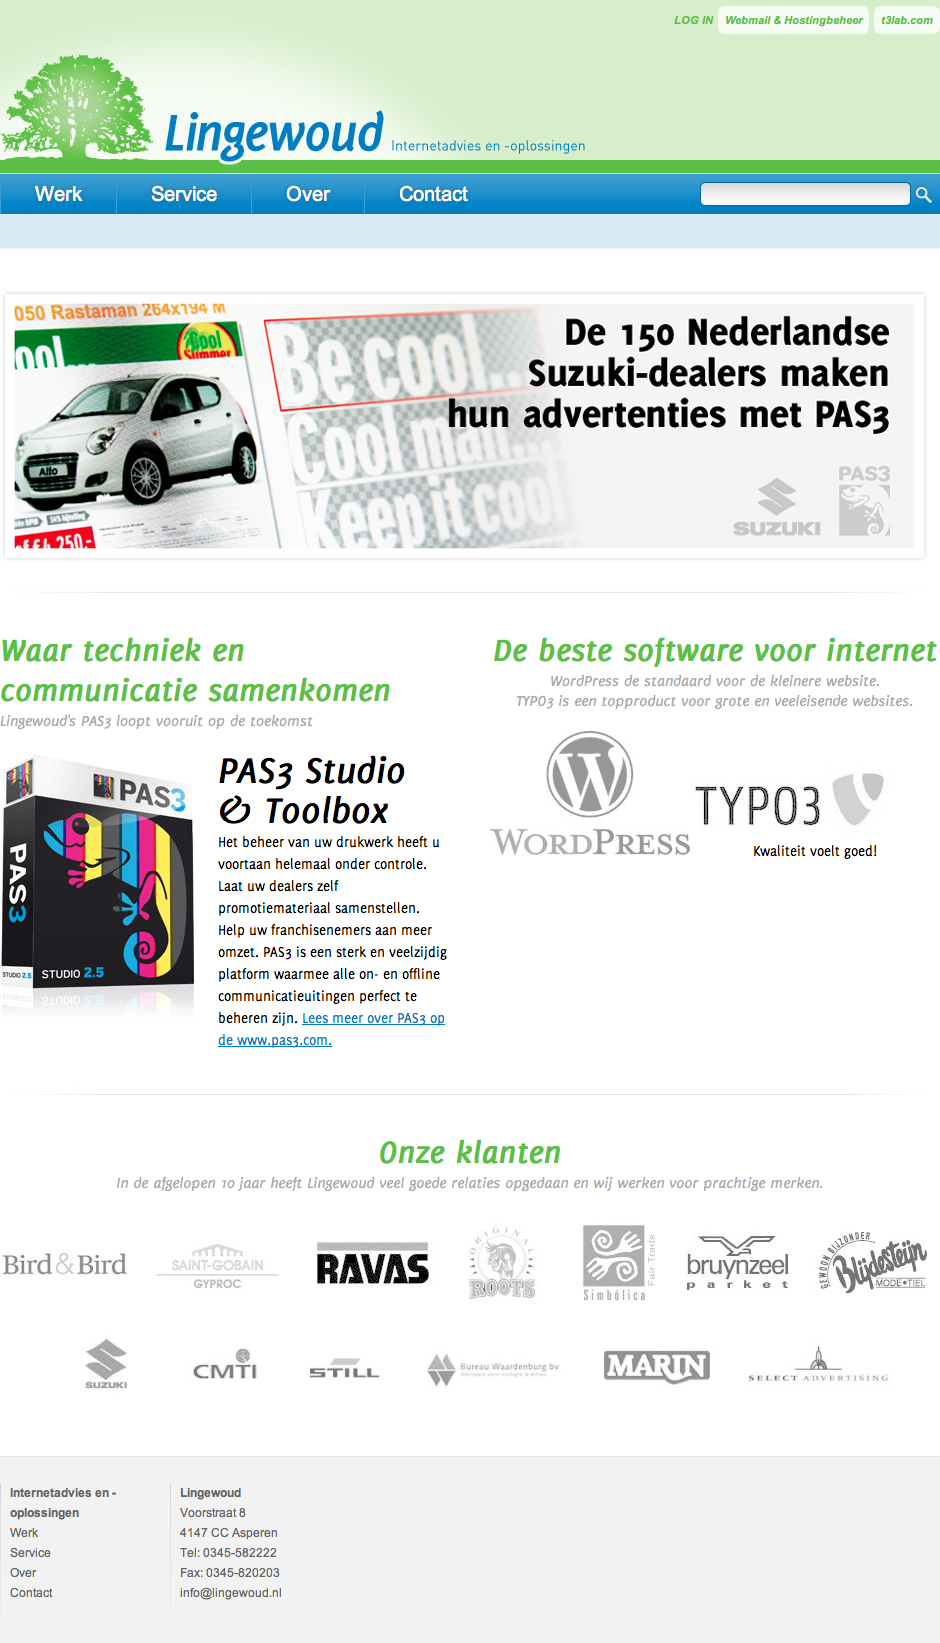 LOG IN Webmail & Hostingbeheer t3lab.com
Lingewoud Internetadvies en -oplossingen
Werk Service Over Contact
050 Rastaman 264x194 M
ool
Cool
Summer
Alto
Be cool...
Cool man...
Keep it cool
De 150 Nederlandse
Suzuki-dealers maken
hun advertenties met PAS3
PAS3
SUZUKI
Waar techniek en
communicatie samenkomen
Lingewoud's PAS3 loopt vooruit op de toekomst
PAS3
PAS3
STUDIO 2.5
STUDIO 2.5
PAS3 Studio
& Toolbox
Het beheer van uw drukwerk heeft u
voortaan helemaal onder controle.
Laat uw dealers zelf
promotiemateriaal samenstellen.
Help uw franchisenemers aan meer
omzet. PAS3 is een sterk en veelzijdig
platform waarmee alle on- en offline
communicatieuitingen perfect te
beheren zijn. Lees meer over PAS3 op
de www.pas3.com.
De beste software voor internet
WordPress de standaard voor de kleinere website.
TYPO3 is een topproduct voor grote en veeleisende websites.
WORDPRESS
TYPO3
Kwaliteit voelt goed!
Onze klanten
In de afgelopen 10 jaar heeft Lingewoud veel goede relaties opgedaan en wij werken voor prachtige merken.
Bird & Bird
SAINT-GOBAIN
GYPROC
RAVAS
ORIGINAL
ROOTS
Simbólica
Fair Trade
bruynzeel
parket
GEWOON BIJZONDER
Blijdesteijn
MODE • TIEL
SUZUKI
CMTI
STILL
Bureau Waardenburg bv
MARIN
SELECT ADVERTISING
Internetadvies en -
oplossingen
Werk
Service
Over
Contact
Lingewoud
Voorstraat 8
4147 CC Asperen
Tel: 0345-582222
Fax: 0345-820203
info@lingewoud.nl